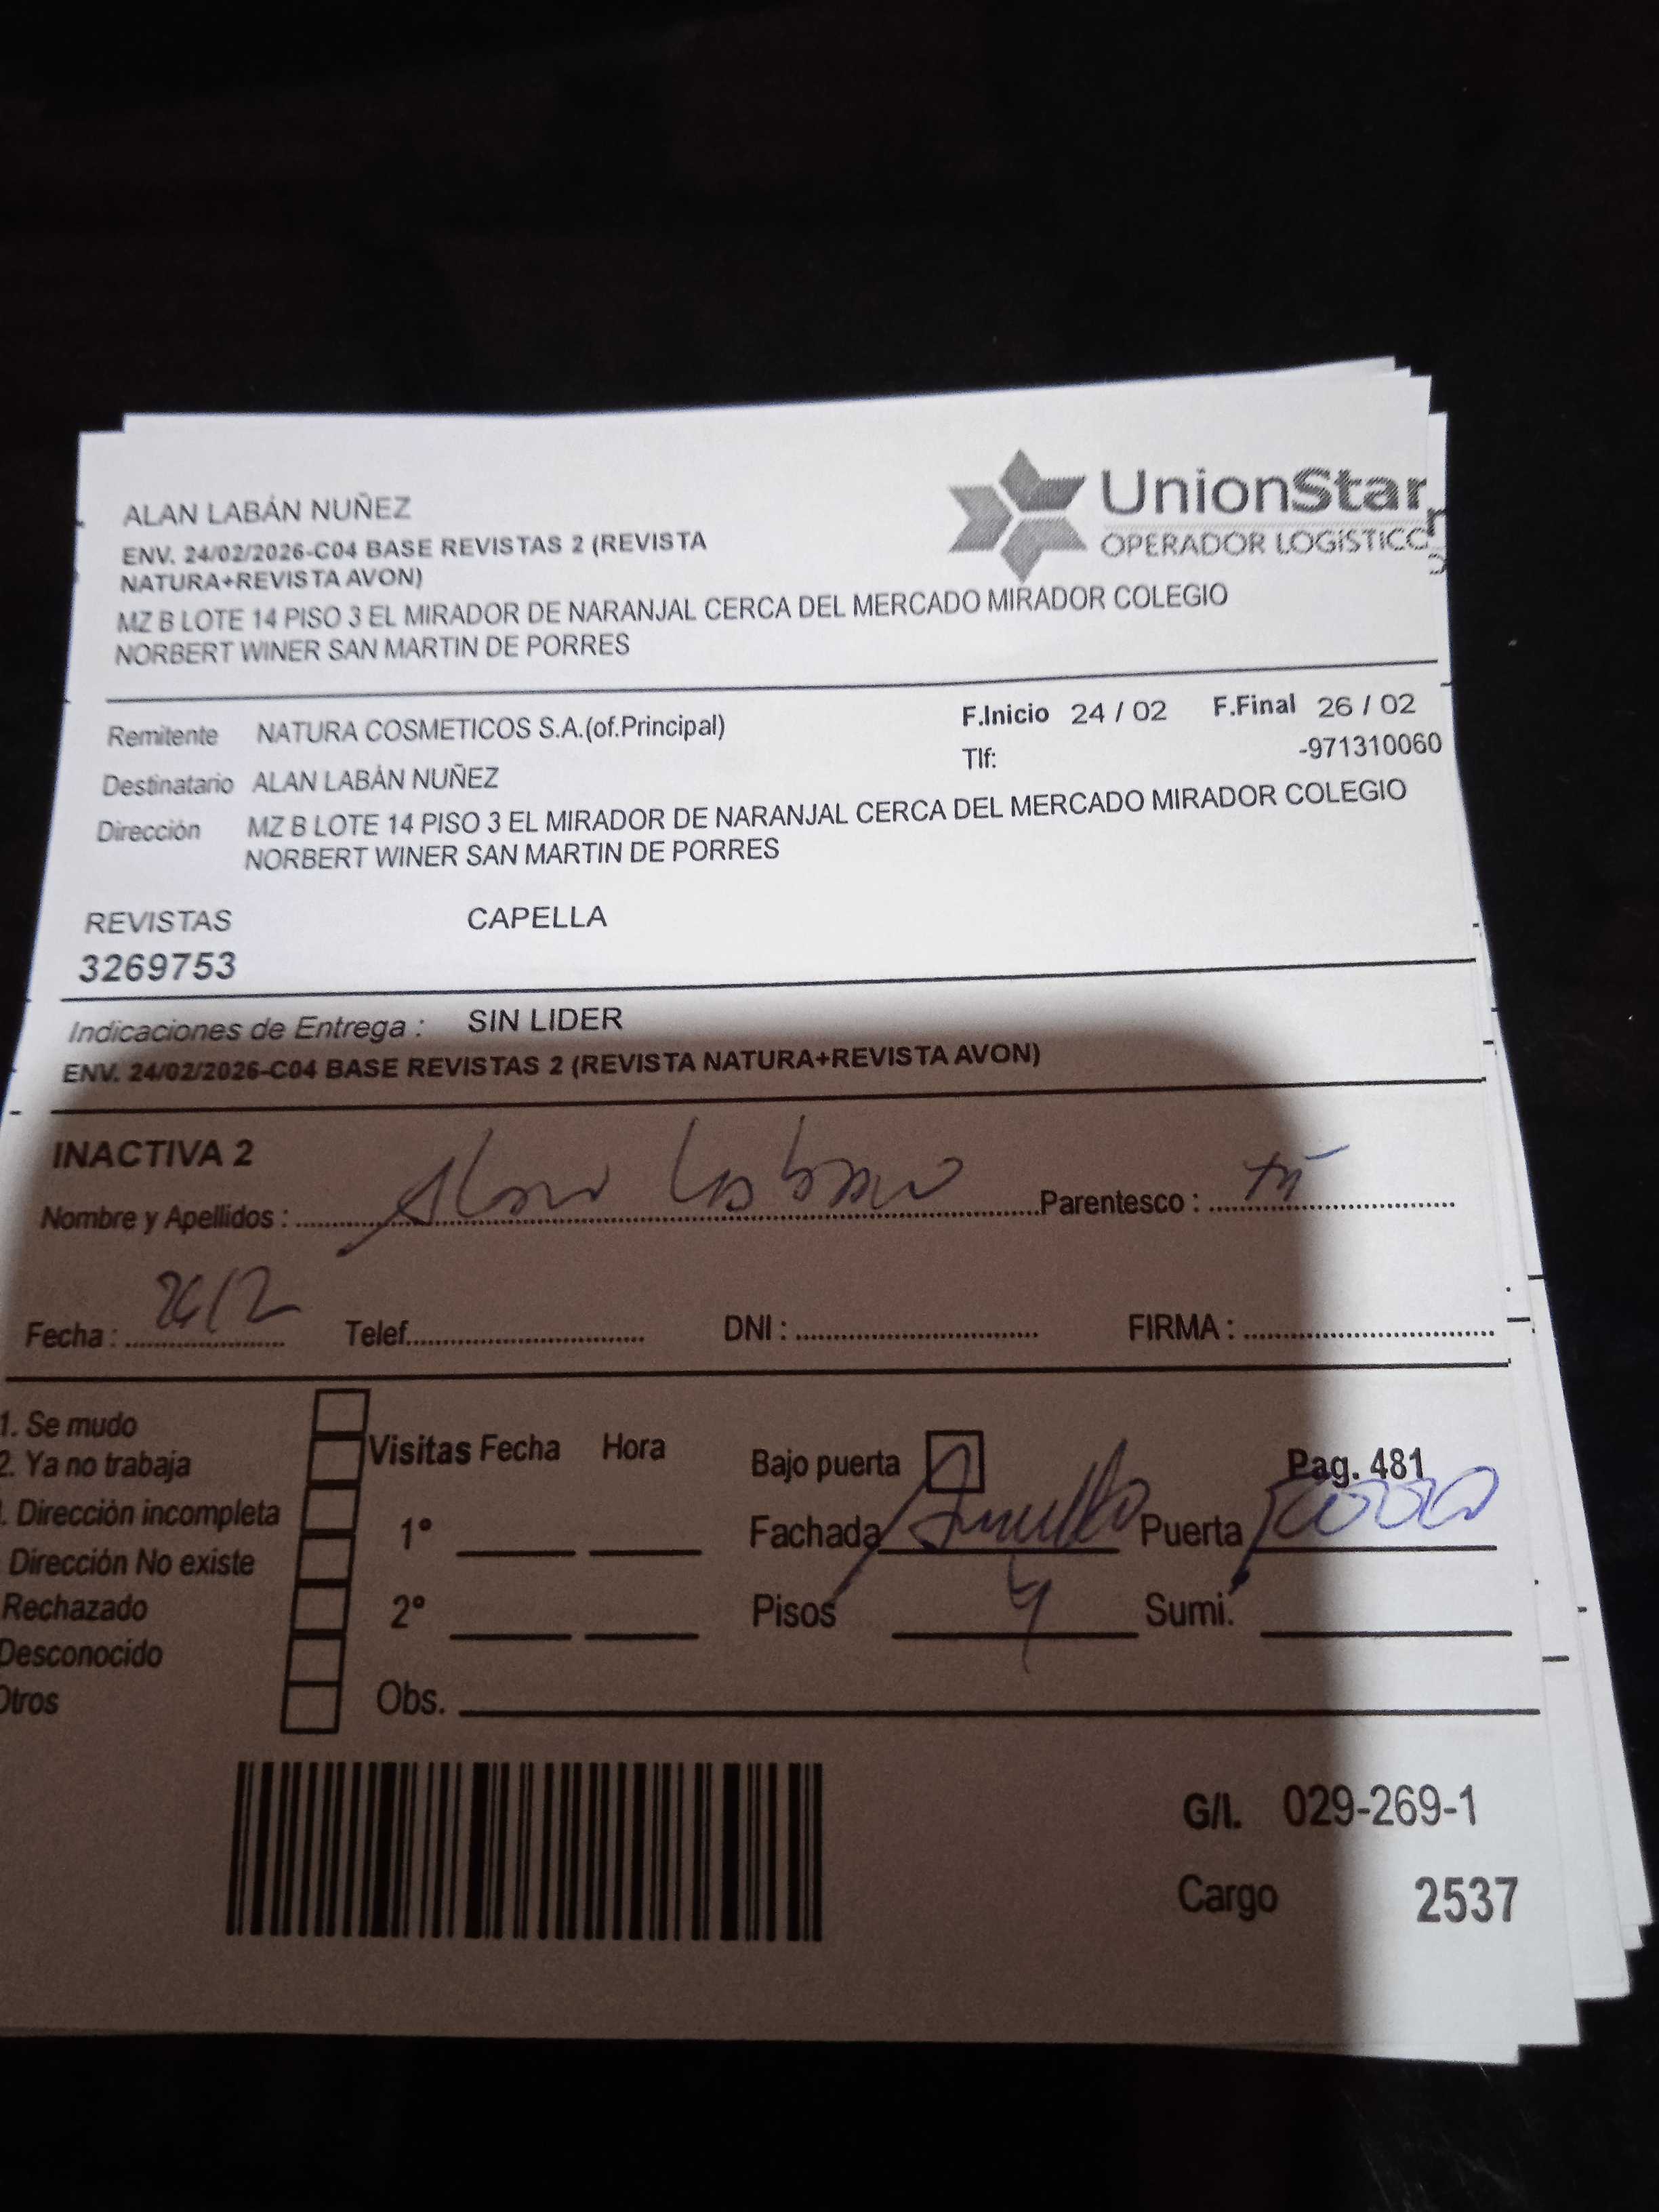 ALAN LABÁN NUÑEZ
UnionStar
OPERADOR LOGÍSTICO
ENV. 24/02/2026-C04 BASE REVISTAS 2 (REVISTA
NATURA+REVISTA AVON)
MZ B LOTE 14 PISO 3 EL MIRADOR DE NARANJAL CERCA DEL MERCADO MIRADOR COLEGIO
NORBERT WINER SAN MARTIN DE PORRES
Remitente NATURA COSMETICOS S.A.(of.Principal) F.Inicio 24 / 02 F.Final 26 / 02
Tlf: -971310060
Destinatario ALAN LABÁN NUÑEZ
Dirección MZ B LOTE 14 PISO 3 EL MIRADOR DE NARANJAL CERCA DEL MERCADO MIRADOR COLEGIO
NORBERT WINER SAN MARTIN DE PORRES
REVISTAS CAPELLA
3269753
Indicaciones de Entrega : SIN LIDER
ENV. 24/02/2026-C04 BASE REVISTAS 2 (REVISTA NATURA+REVISTA AVON)
INACTIVA 2
Nombre y Apellidos : Alan Laban Parentesco :
Fecha : 26/2 Telef. DNI : FIRMA :
1. Se mudo
2. Ya no trabaja
. Dirección incompleta
Dirección No existe
Rechazado
Desconocido
Otros
Visitas Fecha Hora
1°
2°
Obs.
Bajo puerta Pag. 481
Fachada Puerta
Pisos 4 Sumi.
G/I. 029-269-1
Cargo 2537